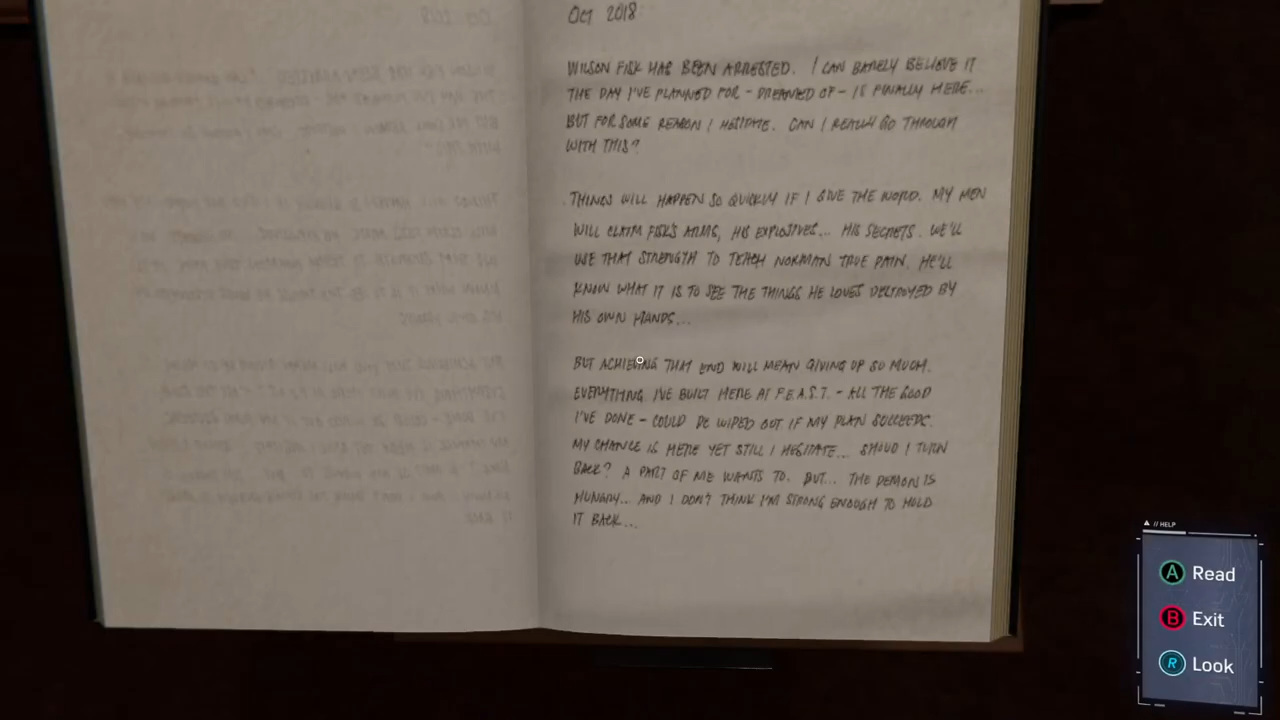 Oct 2018
WILSON FISK HAS BEEN ARRESTED. I CAN BARELY BELIEVE IT
THE DAY I'VE PLANNED FOR - DREAMED OF - IS FINALLY HERE...
BUT FOR SOME REASON I HESITATE. CAN I REALLY GO THROUGH
WITH THIS?
THINGS WILL HAPPEN SO QUICKLY IF I GIVE THE WORD. MY MEN
WILL CLAIM FISK'S ARMS, HIS EXPLOSIVES... HIS SECRETS. WE'LL
USE THAT STRENGTH TO TEACH NORMAN TRUE PAIN. HE'LL
KNOW WHAT IT IS TO SEE THE THINGS HE LOVES DESTROYED BY
HIS OWN HANDS...
BUT ACHIEVING THAT END WILL MEAN GIVING UP SO MUCH.
EVERYTHING I'VE BUILT HERE AT F.E.A.S.T. - ALL THE GOOD
I'VE DONE - COULD BE WIPED OUT IF MY PLAN SUCCEEDS.
MY CHANCE IS HERE YET STILL I HESITATE... SHOUD I TURN
BACK? A PART OF ME WANTS TO. BUT... THE DEMON IS
HUNGRY... AND I DON'T THINK I'M STRONG ENOUGH TO HOLD
IT BACK...
// HELP
A Read
B Exit
R Look